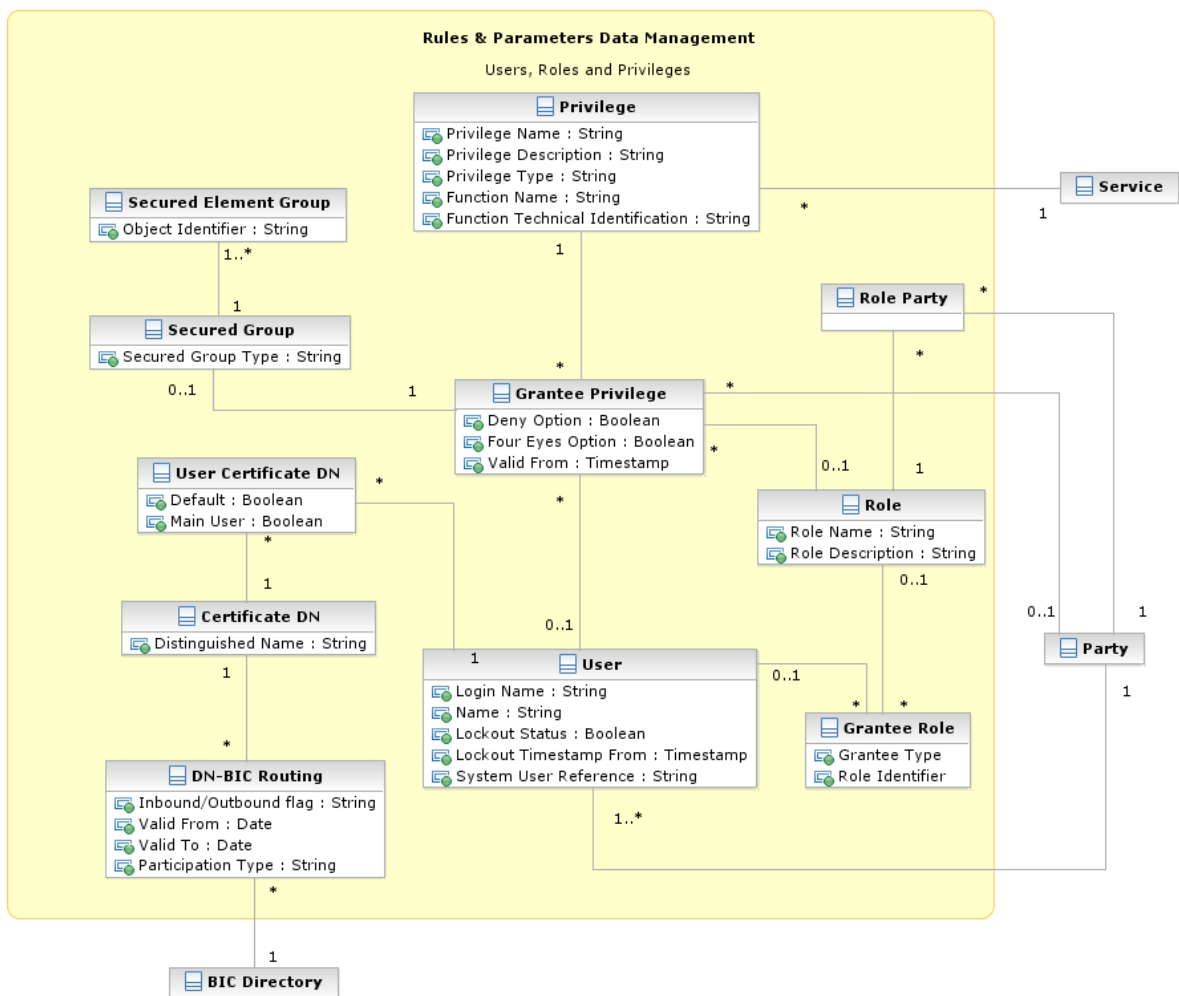 Rules & Parameters Data Management
Users, Roles and Privileges
Privilege
Privilege Name : String
Privilege Description : String
Privilege Type : String
Function Name : String
Function Technical Identification : String
Service
*
1
1
*
Secured Element Group
Object Identifier : String
1..*
1
Secured Group
Secured Group Type : String
0..1
1
Role Party
*
*
1
Grantee Privilege
Deny Option : Boolean
Four Eyes Option : Boolean
Valid From : Timestamp
*
*
0..1
*
0..1
Role
Role Name : String
Role Description : String
0..1
User Certificate DN
Default : Boolean
Main User : Boolean
*
*
1
1
Certificate DN
Distinguished Name : String
1
*
0..1
1
Party
1
User
Login Name : String
Name : String
Lockout Status : Boolean
Lockout Timestamp From : Timestamp
System User Reference : String
0..1
*
*
1..*
Grantee Role
Grantee Type
Role Identifier
DN-BIC Routing
Inbound/Outbound flag : String
Valid From : Date
Valid To : Date
Participation Type : String
*
1
BIC Directory